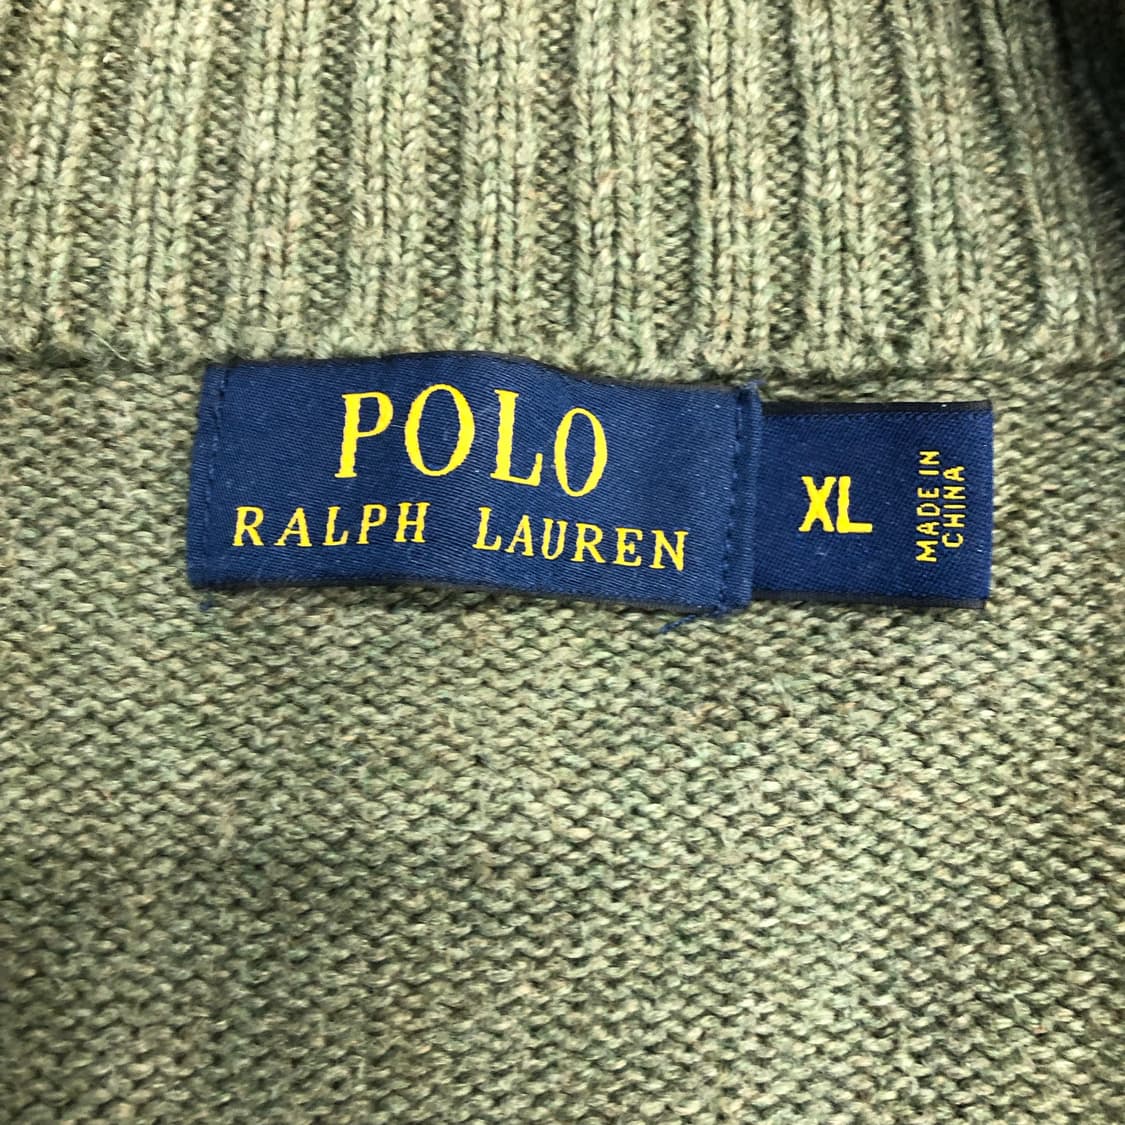 POLO
RALPH LAUREN
XL
MADE IN
CHINA